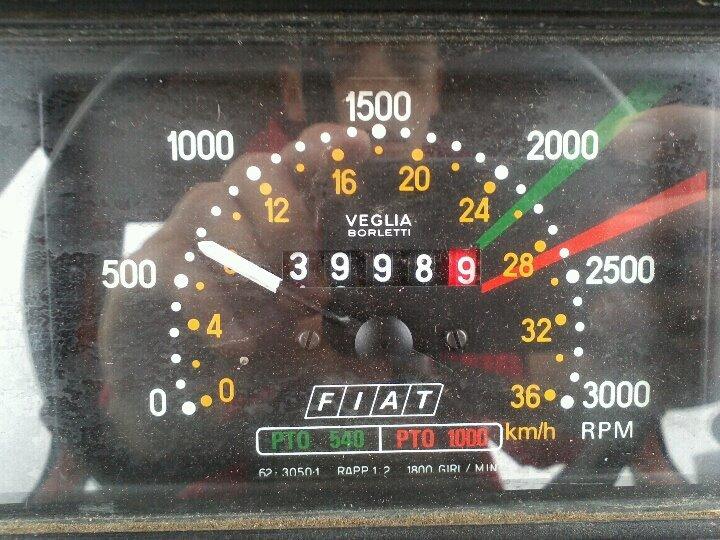 1500
1000
2000
16
20
12
24
VEGLIA
BORLETTI
500
8
3 9 9 8 9
28
2500
4
32
0
0
FIAT
36
3000
PTO 540
PTO 1000
km/h
RPM
RAPP 1:2
1800 GIRI / MIN